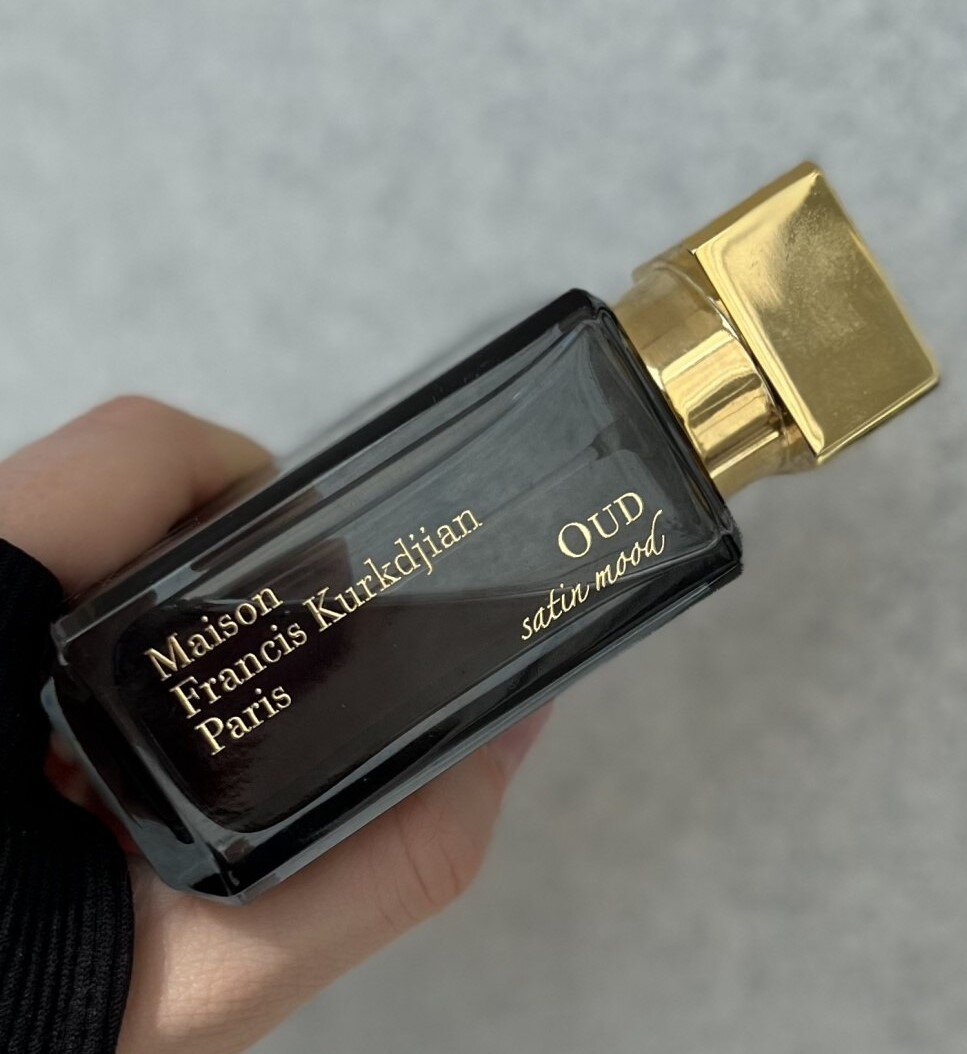 Maison
Francis Kurkdjian
Paris
OUD
satin mood